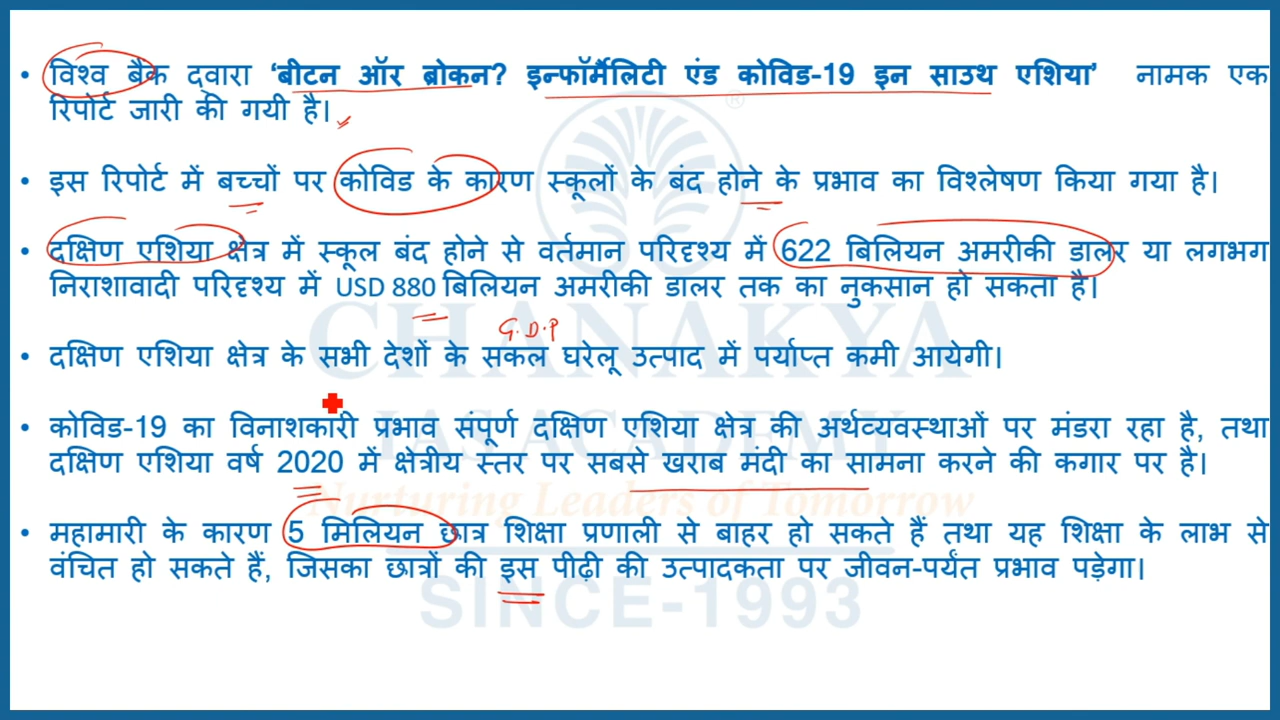 • विश्व बैंक द्वारा ‘बीटन ऑर ब्रोकन? इन्फॉर्मैलिटी एंड कोविड-19 इन साउथ एशिया’ नामक एक
रिपोर्ट जारी की गयी है।
• इस रिपोर्ट में बच्चों पर कोविड के कारण स्कूलों के बंद होने के प्रभाव का विश्लेषण किया गया है।
• दक्षिण एशिया क्षेत्र में स्कूल बंद होने से वर्तमान परिदृश्य में 622 बिलियन अमरीकी डालर या लगभग
निराशावादी परिदृश्य में USD 880 बिलियन अमरीकी डालर तक का नुकसान हो सकता है।
G.D.P
• दक्षिण एशिया क्षेत्र के सभी देशों के सकल घरेलू उत्पाद में पर्याप्त कमी आयेगी।
• कोविड-19 का विनाशकारी प्रभाव संपूर्ण दक्षिण एशिया क्षेत्र की अर्थव्यवस्थाओं पर मंडरा रहा है, तथा
दक्षिण एशिया वर्ष 2020 में क्षेत्रीय स्तर पर सबसे खराब मंदी का सामना करने की कगार पर है।
• महामारी के कारण 5 मिलियन छात्र शिक्षा प्रणाली से बाहर हो सकते हैं तथा यह शिक्षा के लाभ से
वंचित हो सकते हैं, जिसका छात्रों की इस पीढ़ी की उत्पादकता पर जीवन-पर्यंत प्रभाव पड़ेगा।
®
CHANAKYA
IAS ACADEMY
Nurturing Leaders of Tomorrow
SINCE-1993